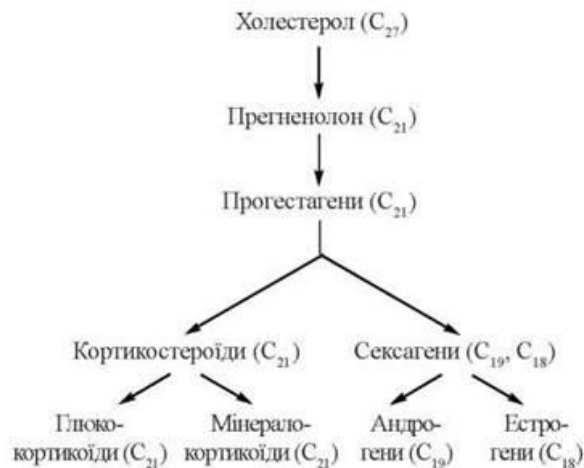 Холестерол (C₂₇)
Прегненолон (C₂₁)
Прогестагени (C₂₁)
Кортикостероїди (C₂₁) Сексагени (C₁₉, C₁₈)
Глюко- Мінерало- Андро- Естро-
кортикоїди (C₂₁) кортикоїди (C₂₁) гени (C₁₉) гени (C₁₈)